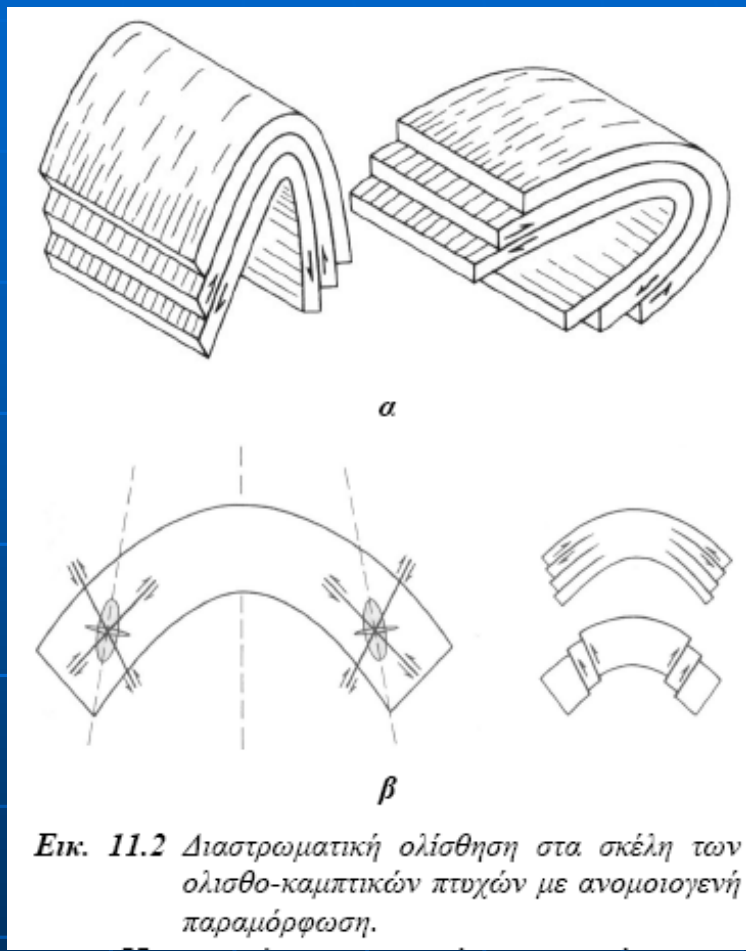 α
β
Εικ. 11.2 Διαστρωματική ολίσθηση στα σκέλη των
ολισθο-καμπτικών πτυχών με ανομοιογενή
παραμόρφωση.